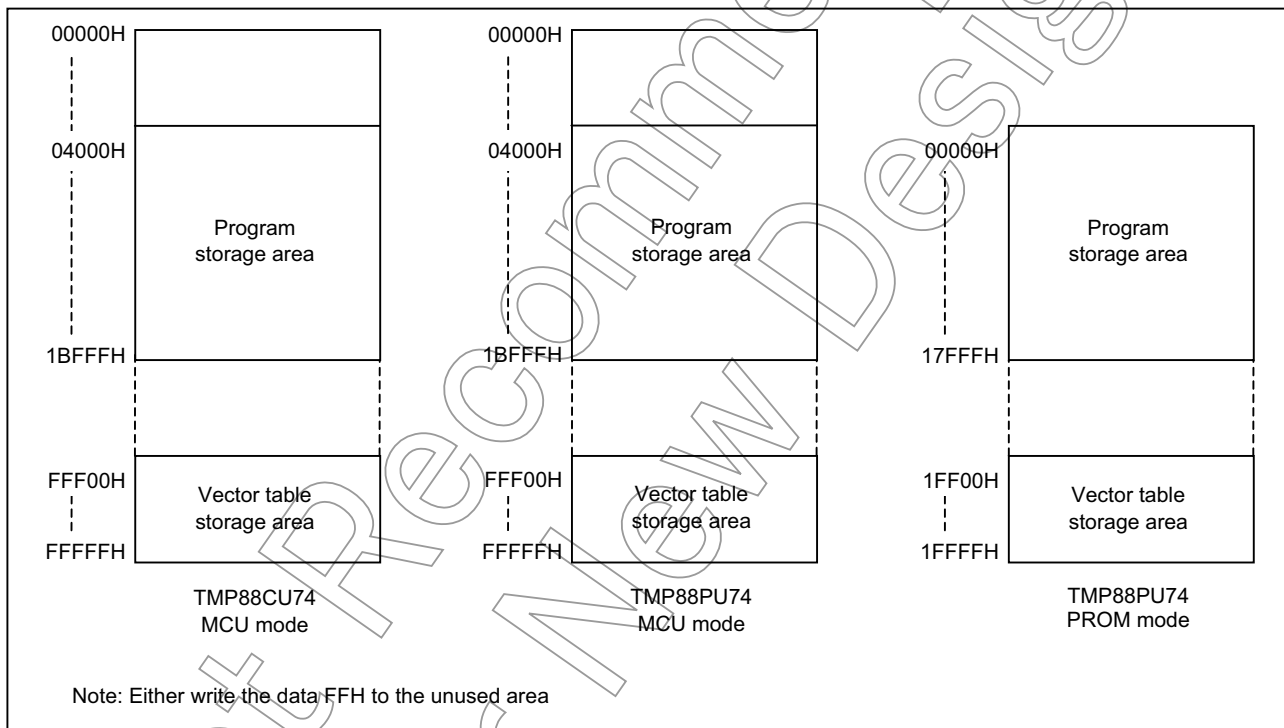 00000H
04000H
Program
storage area
1BFFFH
FFF00H
Vector table
storage area
FFFFFH
TMP88CU74
MCU mode
00000H
04000H
Program
storage area
1BFFFH
FFF00H
Vector table
storage area
FFFFFH
TMP88PU74
MCU mode
00000H
Program
storage area
17FFFH
1FF00H
Vector table
storage area
1FFFFH
TMP88PU74
PROM mode
Note: Either write the data FFH to the unused area
New